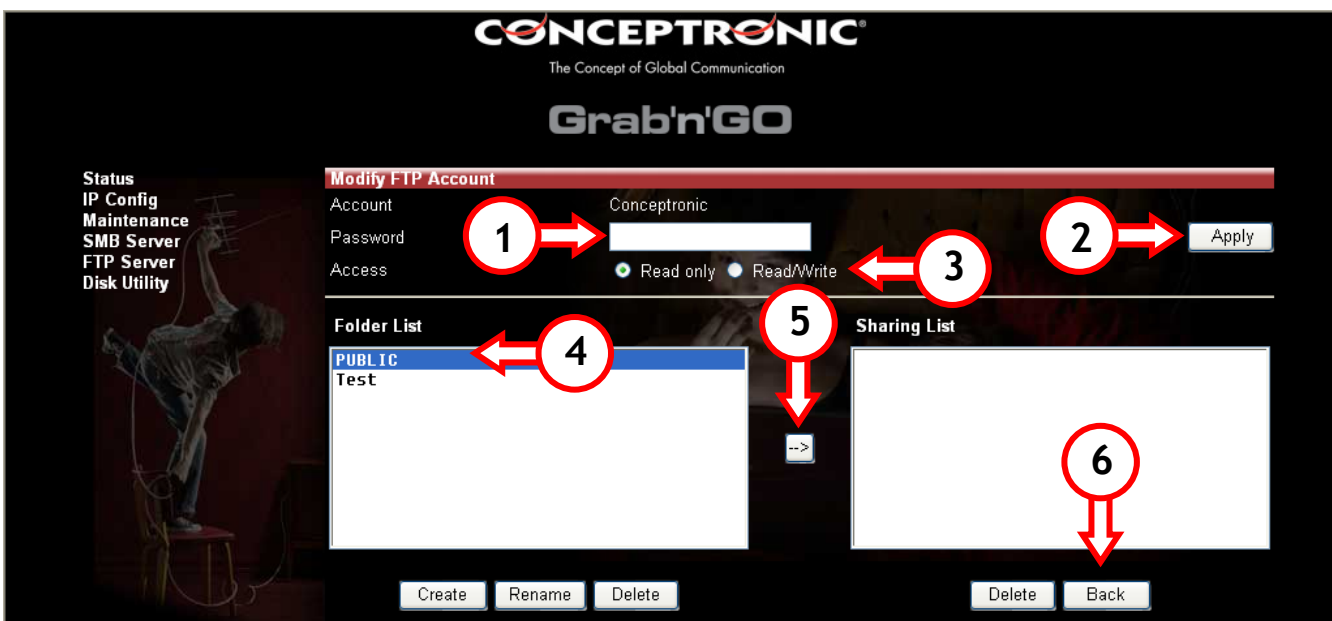 CONCEPTRONIC®
The Concept of Global Communication
Grab'n'GO
Status
IP Config
Maintenance
SMB Server
FTP Server
Disk Utility
Modify FTP Account
Account Conceptronic
Password 1 2 Apply
Access Read only Read/Write 3
Folder List 5 Sharing List
PUBLIC 4
Test
-->
6
Create Rename Delete Delete Back